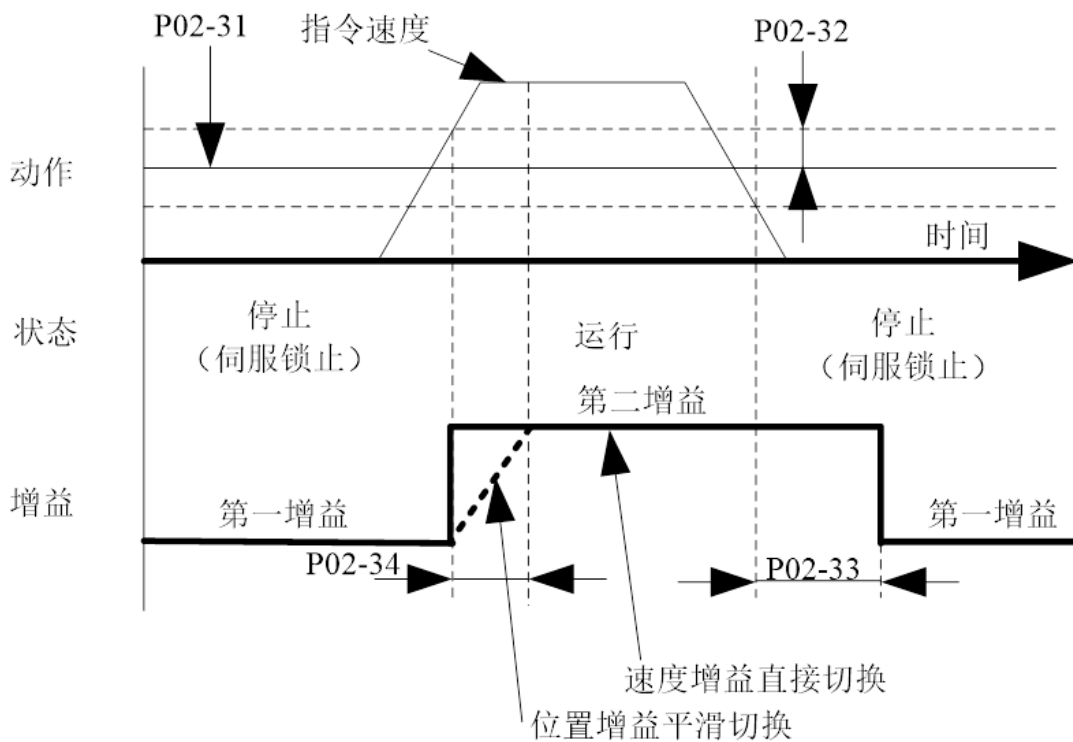 P02-31
指令速度
P02-32
动作
时间
状态
停止
（伺服锁止）
运行
停止
（伺服锁止）
第二增益
增益
第一增益
第一增益
P02-34
P02-33
速度增益直接切换
位置增益平滑切换